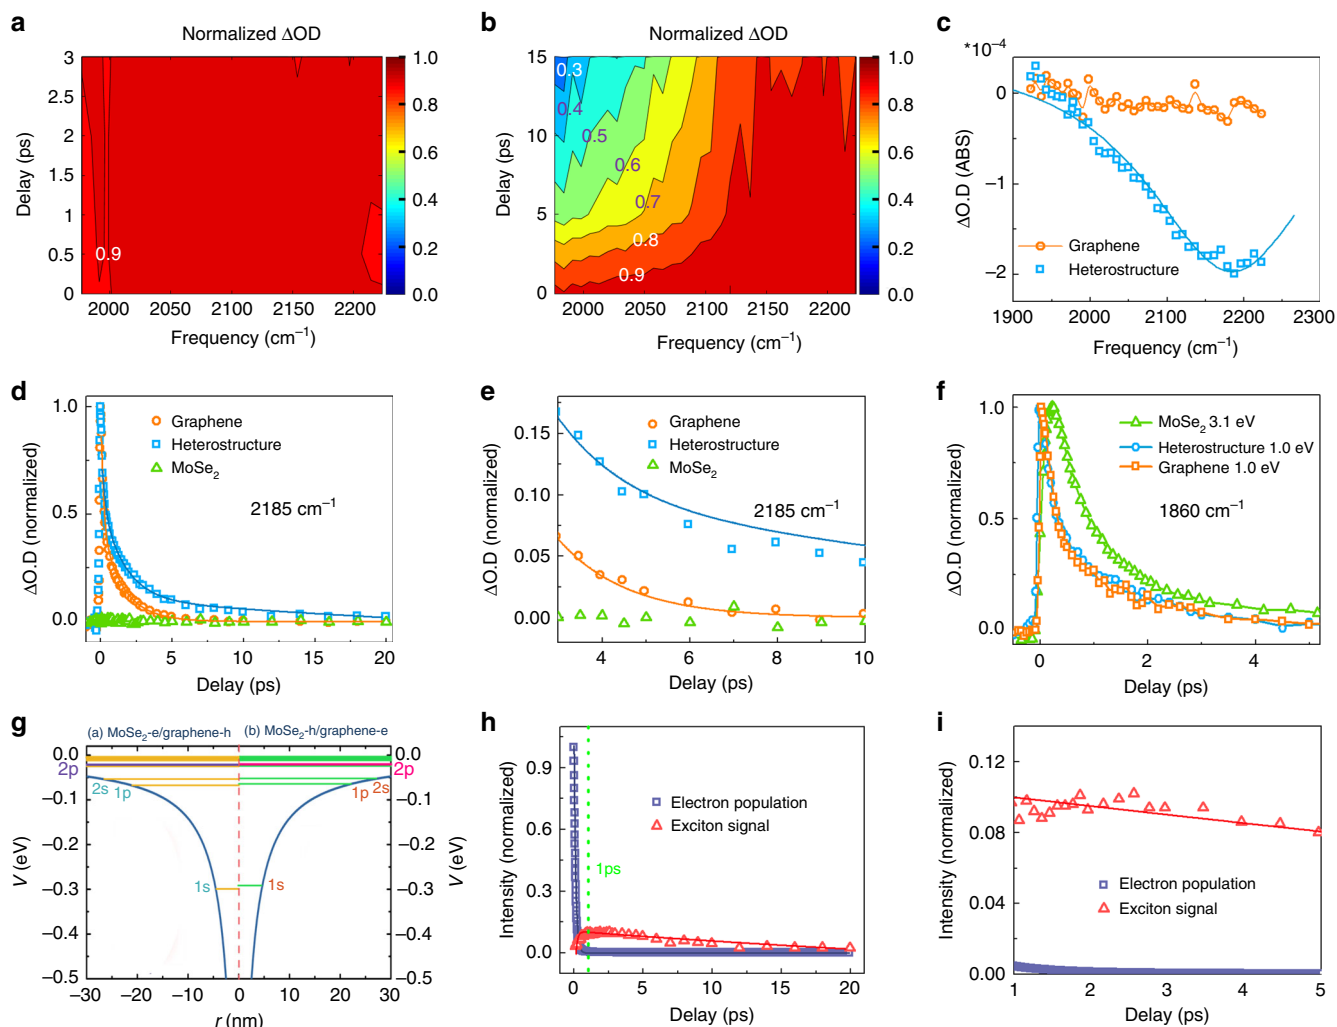 a
Normalized ΔOD
3
2.5
2
1.5
1
0.5
0
Delay (ps)
0.9
2000
2050
2100
2150
2200
Frequency (cm⁻¹)
1.0
0.8
0.6
0.4
0.2
0.0
b
Normalized ΔOD
15
10
5
0
Delay (ps)
0.3
0.4
0.5
0.6
0.7
0.8
0.9
2000
2050
2100
2150
2200
Frequency (cm⁻¹)
1.0
0.8
0.6
0.4
0.2
0.0
c
*10⁻⁴
0
−1
−2
ΔO.D (ABS)
Graphene
Heterostructure
1900
2000
2100
2200
2300
Frequency (cm⁻¹)
d
1.0
0.5
0.0
ΔO.D (normalized)
Graphene
Heterostructure
MoSe₂
2185 cm⁻¹
0
5
10
15
20
Delay (ps)
e
0.15
0.10
0.05
0.00
ΔO.D (normalized)
Graphene
Heterostructure
MoSe₂
2185 cm⁻¹
4
6
8
10
Delay (ps)
f
1.0
0.5
0.0
ΔO.D (normalized)
MoSe₂ 3.1 eV
Heterostructure 1.0 eV
Graphene 1.0 eV
1860 cm⁻¹
0
2
4
Delay (ps)
g
(a) MoSe₂-e/graphene-h
(b) MoSe₂-h/graphene-e
0.0
2p
2s
1p
−0.1
−0.2
−0.3
−0.4
−0.5
V (eV)
1s
1s
0.0
2p
1p
2s
−0.1
−0.2
−0.3
−0.4
−0.5
V (eV)
−30
−20
−10
0
10
20
30
r (nm)
h
0.9
0.6
0.3
0.0
Intensity (normalized)
Electron population
Exciton signal
1ps
0
5
10
15
20
Delay (ps)
i
0.12
0.08
0.04
0.00
Intensity (normalized)
Electron population
Exciton signal
1
2
3
4
5
Delay (ps)